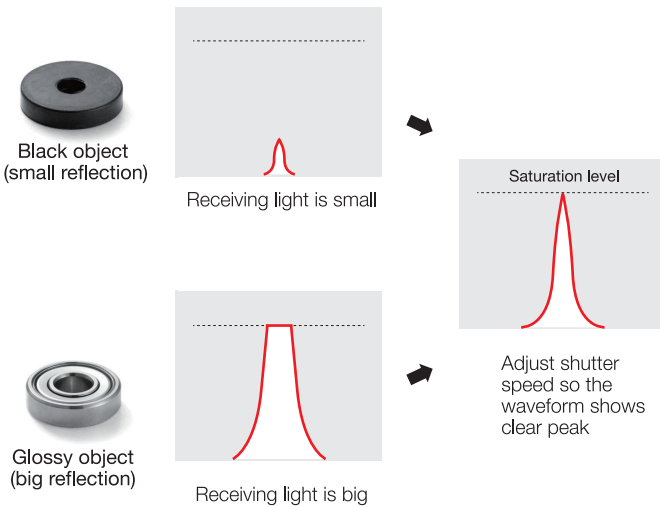 Black object
(small reflection)
Receiving light is small
Saturation level
Adjust shutter
speed so the
waveform shows
clear peak
Glossy object
(big reflection)
Receiving light is big